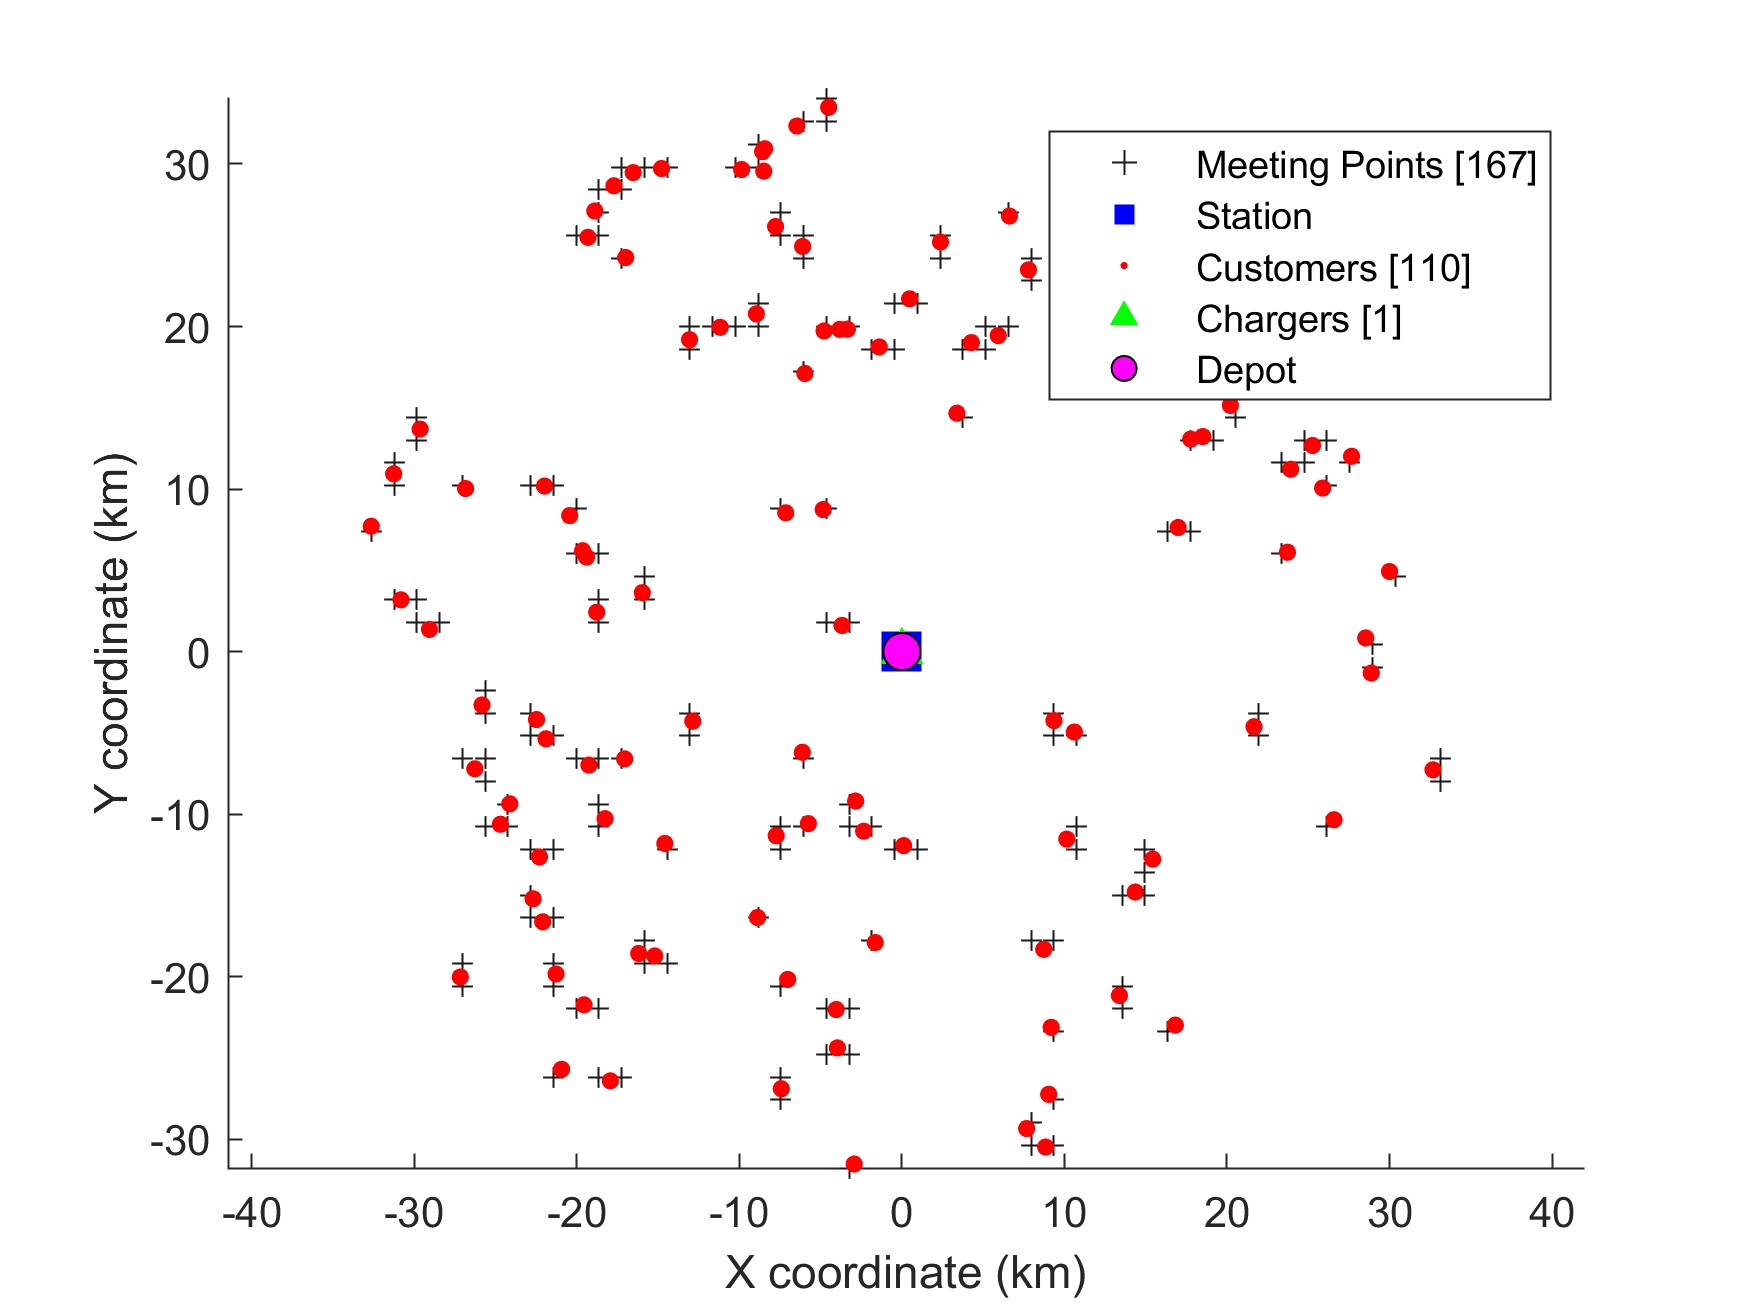 30
20
10
0
-10
-20
-30
Y coordinate (km)
Meeting Points [167]
Station
Customers [110]
Chargers [1]
Depot
-40 -30 -20 -10 0 10 20 30 40
X coordinate (km)